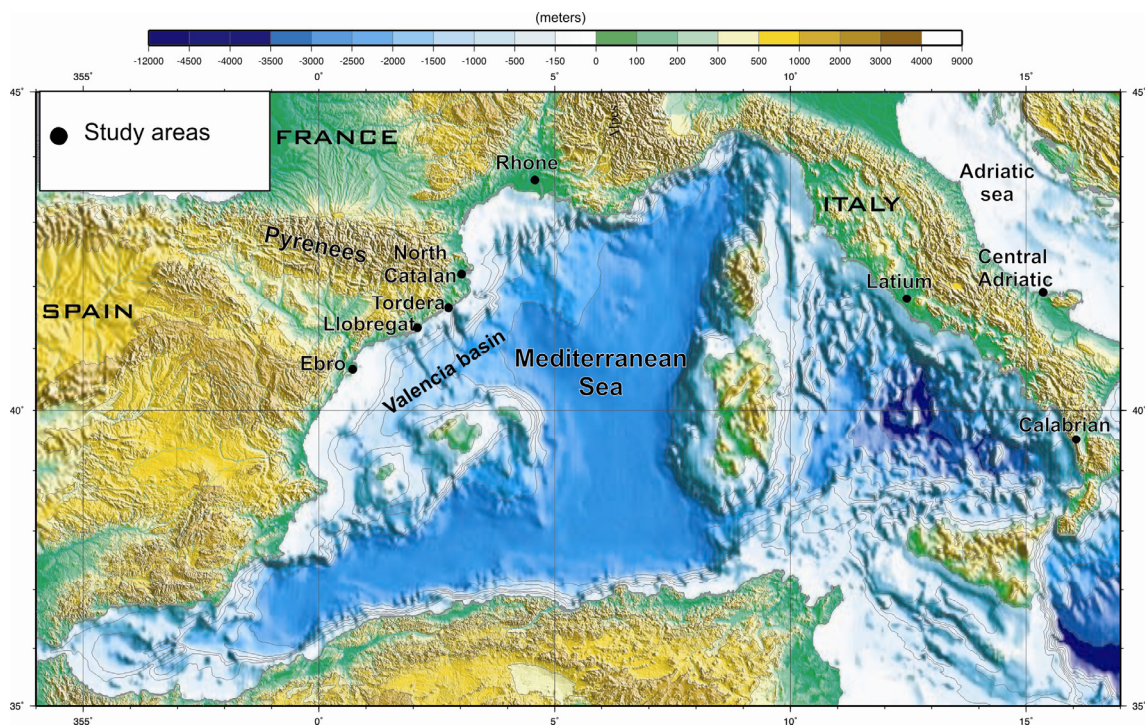 (meters)
-12000 -4500 -4000 -3500 -3000 -2500 -2000 -1500 -1000 -500 -150 0 100 200 300 500 1000 2000 3000 4000 9000
355° 0° 5° 10° 15°
45° 45°
Study areas
FRANCE
Alpes
Rhone
Adriatic
sea
ITALY
Pyrenees
North
Catalan
Central
Adriatic
Latium
Tordera
SPAIN
Llobregat
Valencia basin
Mediterranean
Sea
Ebro
40° 40°
Calabrian
35° 35°
355° 0° 5° 10° 15°